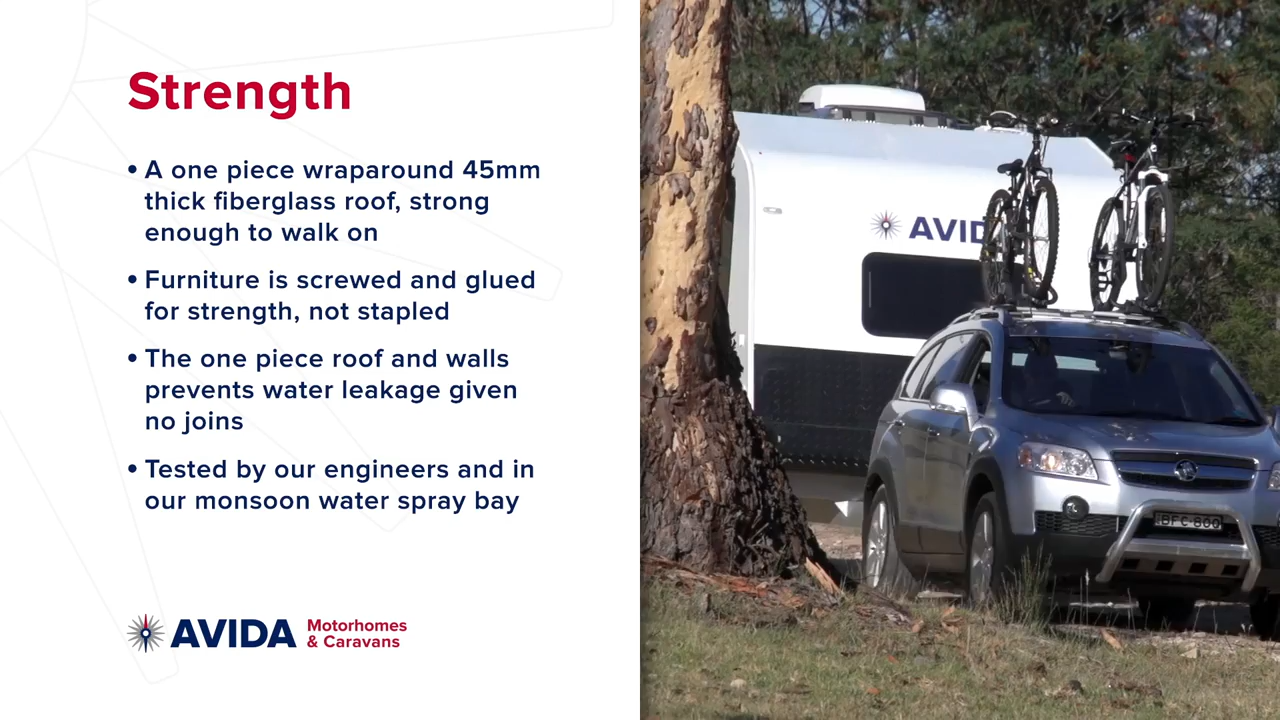 Strength
• A one piece wraparound 45mm
thick fiberglass roof, strong
enough to walk on
• Furniture is screwed and glued
for strength, not stapled
• The one piece roof and walls
prevents water leakage given
no joins
• Tested by our engineers and in
our monsoon water spray bay
AVIDA Motorhomes
& Caravans
AVID
BFC 800